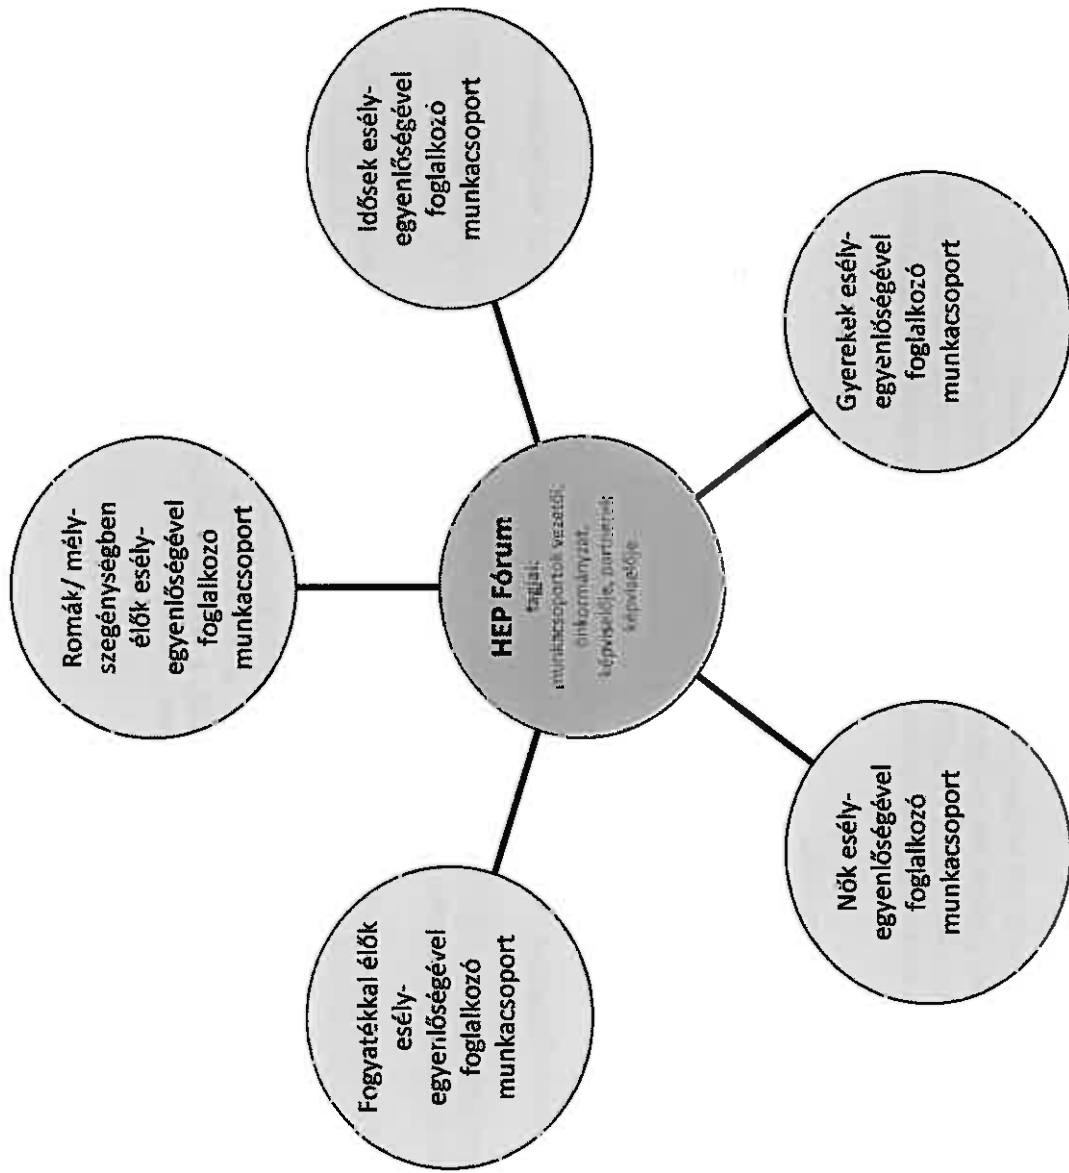 Romák/ mély-
szegénységben
élők esély-
egyenlőségével
foglalkozó
munkacsoport
Idősek esély-
egyenlőségével
foglalkozó
munkacsoport
Gyerekek esély-
egyenlőségével
foglalkozó
munkacsoport
Nők esély-
egyenlőségével
foglalkozó
munkacsoport
Fogyatékkal élők
esély-
egyenlőségével
foglalkozó
munkacsoport
HEP Fórum
tagjai:
munkacsoportok vezetői,
önkormányzat,
képviselője, partnerek
képviselője.